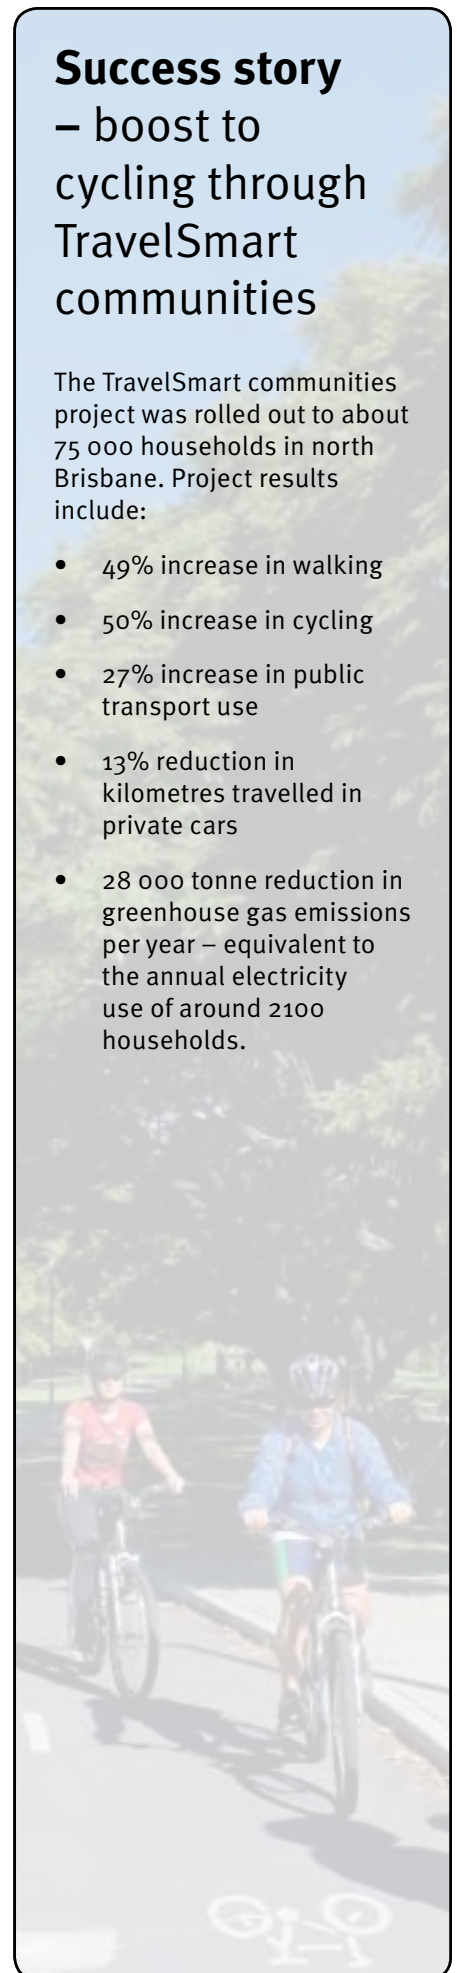 Success story
– boost to
cycling through
TravelSmart
communities
The TravelSmart communities
project was rolled out to about
75 000 households in north
Brisbane. Project results
include:
• 49% increase in walking
• 50% increase in cycling
• 27% increase in public
transport use
• 13% reduction in
kilometres travelled in
private cars
• 28 000 tonne reduction in
greenhouse gas emissions
per year – equivalent to
the annual electricity
use of around 2100
households.